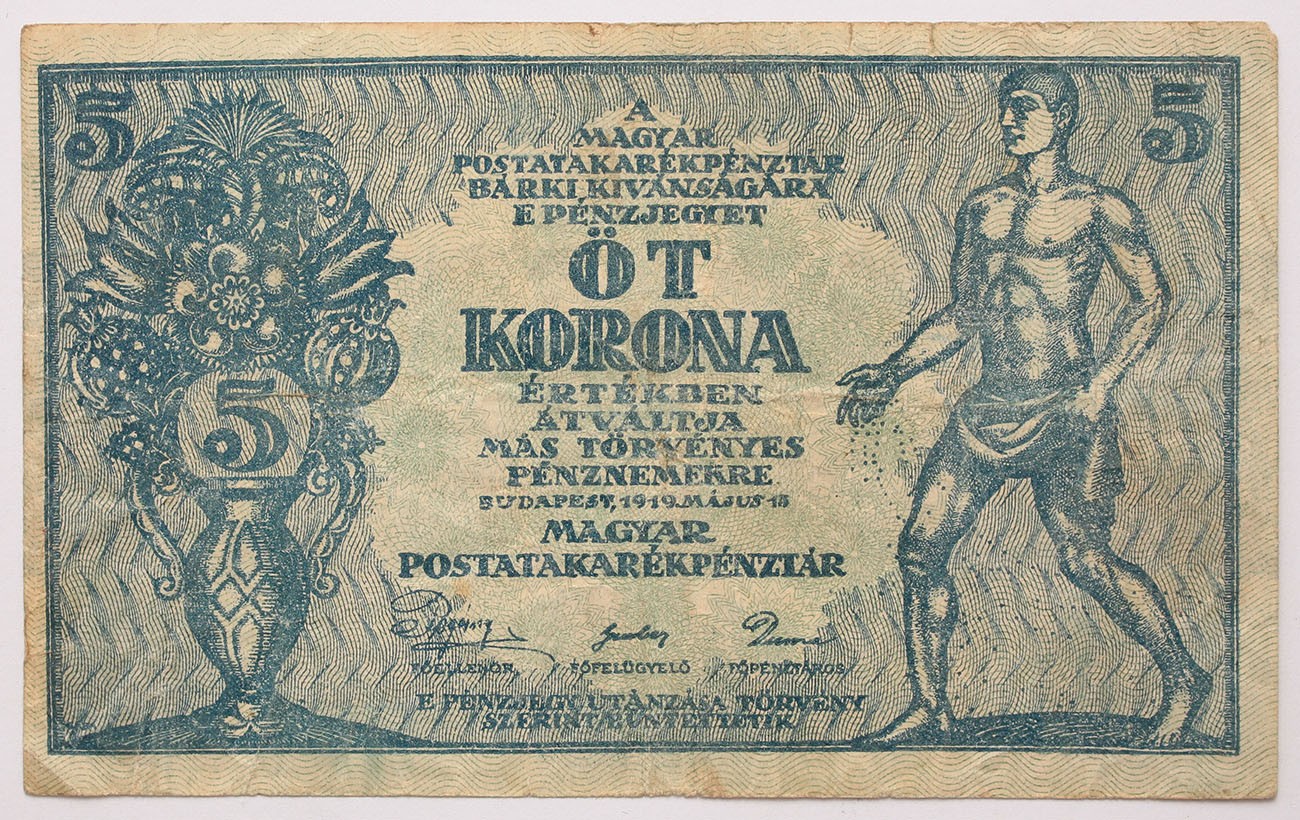 5
5
A
MAGYAR
POSTATAKARÉKPÉNZTÁR
BÁRKI KIVÁNSÁGÁRA
E PÉNZJEGYET
ÖT
KORONA
5
ÉRTÉKBEN
ÁTVÁLTJA
MÁS TÖRVÉNYES
PÉNZNEMEKRE
BUDAPEST, 1919. MÁJUS 15
MAGYAR
POSTATAKARÉKPÉNZTÁR
FŐELLENŐR. FŐFELÜGYELŐ FŐPÉNZTÁROS
E PÉNZJEGY UTÁNZÁSA TÖRVÉNY
SZERINT BÜNTETTETIK